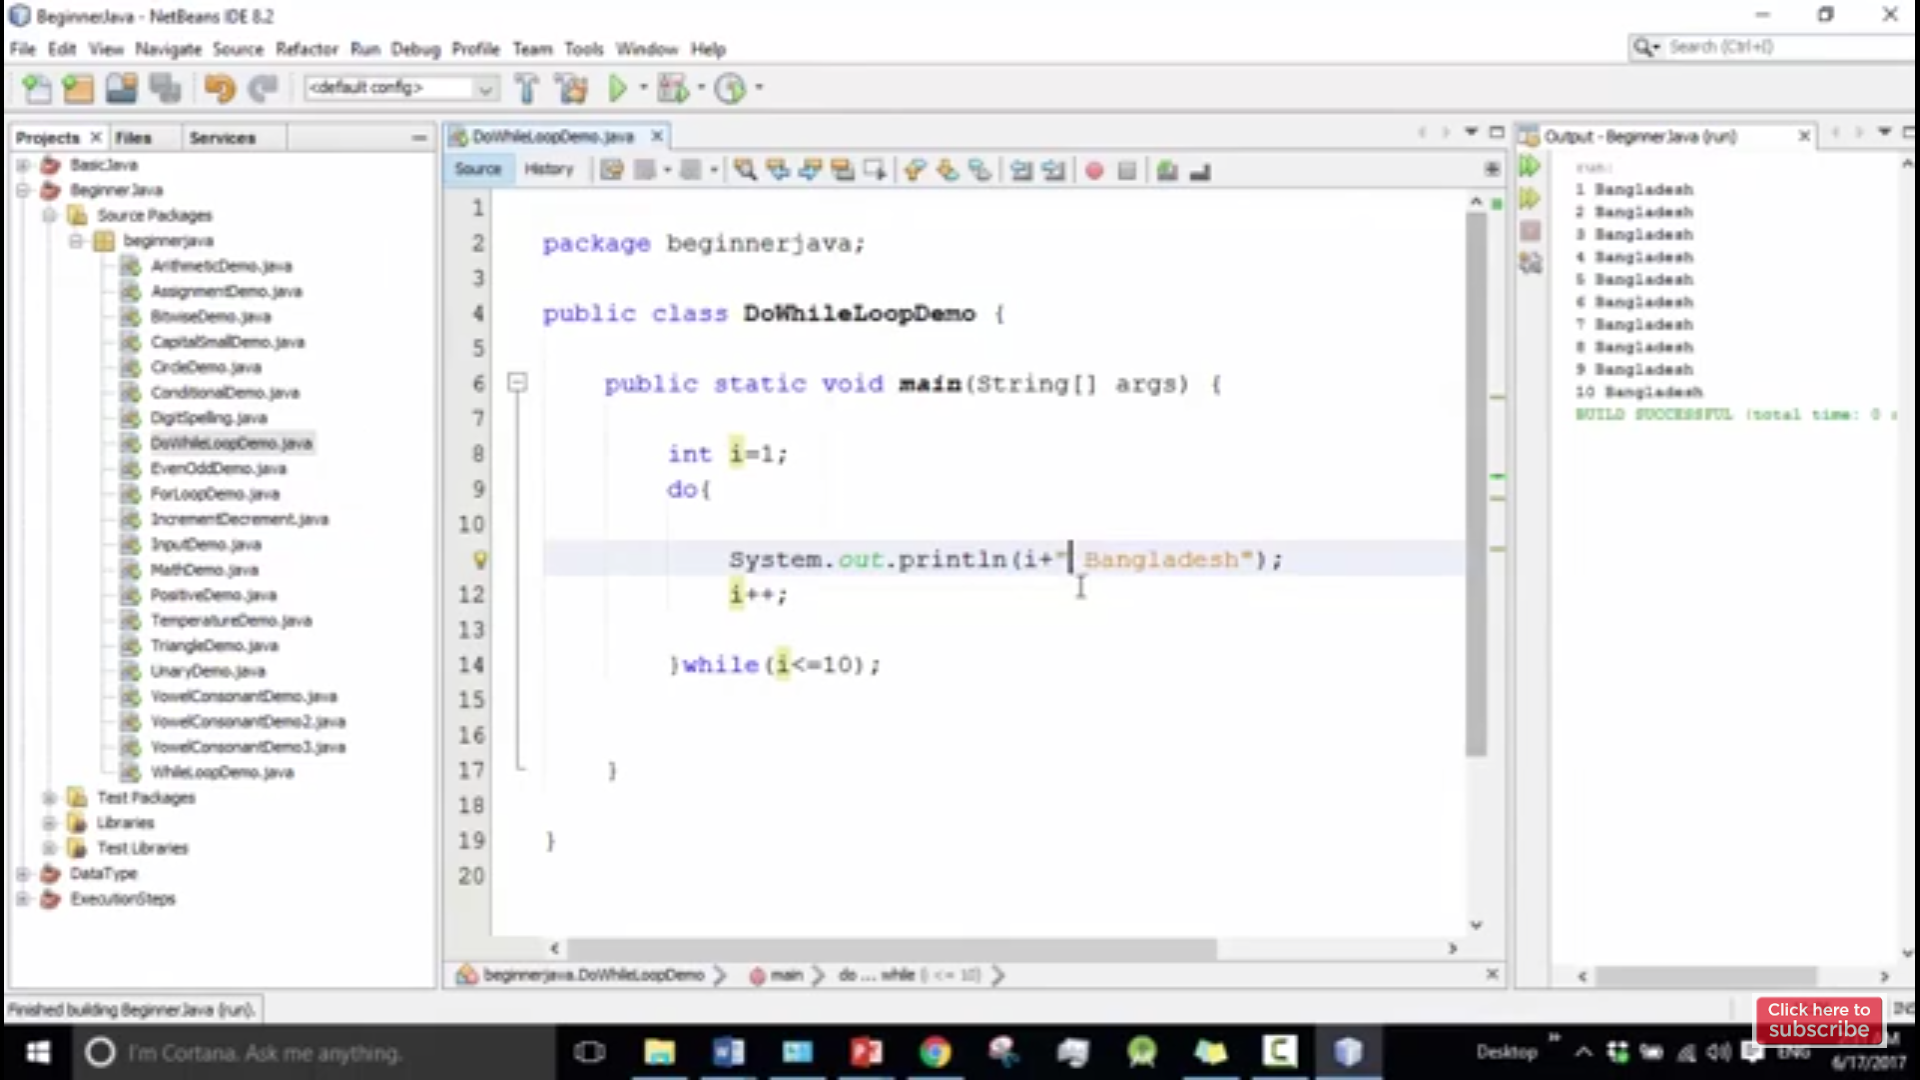 BeginnerJava - NetBeans IDE 8.2
File Edit View Navigate Source Refactor Run Debug Profile Team Tools Window Help
Search (Ctrl+I)
<default config>
Projects Files Services
BasicJava
BeginnerJava
Source Packages
beginnerjava
ArithmeticDemo.java
AssignmentDemo.java
BitwiseDemo.java
CapitalSmallDemo.java
CircleDemo.java
ConditionalDemo.java
DigitSpelling.java
DoWhileLoopDemo.java
EvenOddDemo.java
ForLoopDemo.java
IncrementDecrement.java
InputDemo.java
MathDemo.java
PositiveDemo.java
TemperatureDemo.java
TriangleDemo.java
UnaryDemo.java
VowelConsonantDemo.java
VowelConsonantDemo2.java
VowelConsonantDemo3.java
WhileLoopDemo.java
Test Packages
Libraries
Test Libraries
DataType
ExecutionSteps
DoWhileLoopDemo.java
Source History
1
2 package beginnerjava;
3
4 public class DoWhileLoopDemo {
5
6 public static void main(String[] args) {
7
8 int i=1;
9 do{
10
System.out.println(i+" Bangladesh");
12 i++;
13
14 }while(i<=10);
15
16
17 }
18
19 }
20
beginnerjava.DoWhileLoopDemo main do ... while (i <= 10)
Output - BeginnerJava (run)
run:
1 Bangladesh
2 Bangladesh
3 Bangladesh
4 Bangladesh
5 Bangladesh
6 Bangladesh
7 Bangladesh
8 Bangladesh
9 Bangladesh
10 Bangladesh
BUILD SUCCESSFUL (total time: 0
Finished building BeginnerJava (run).
Click here to
subscribe
I'm Cortana. Ask me anything.
Desktop
ENG
6/17/2017